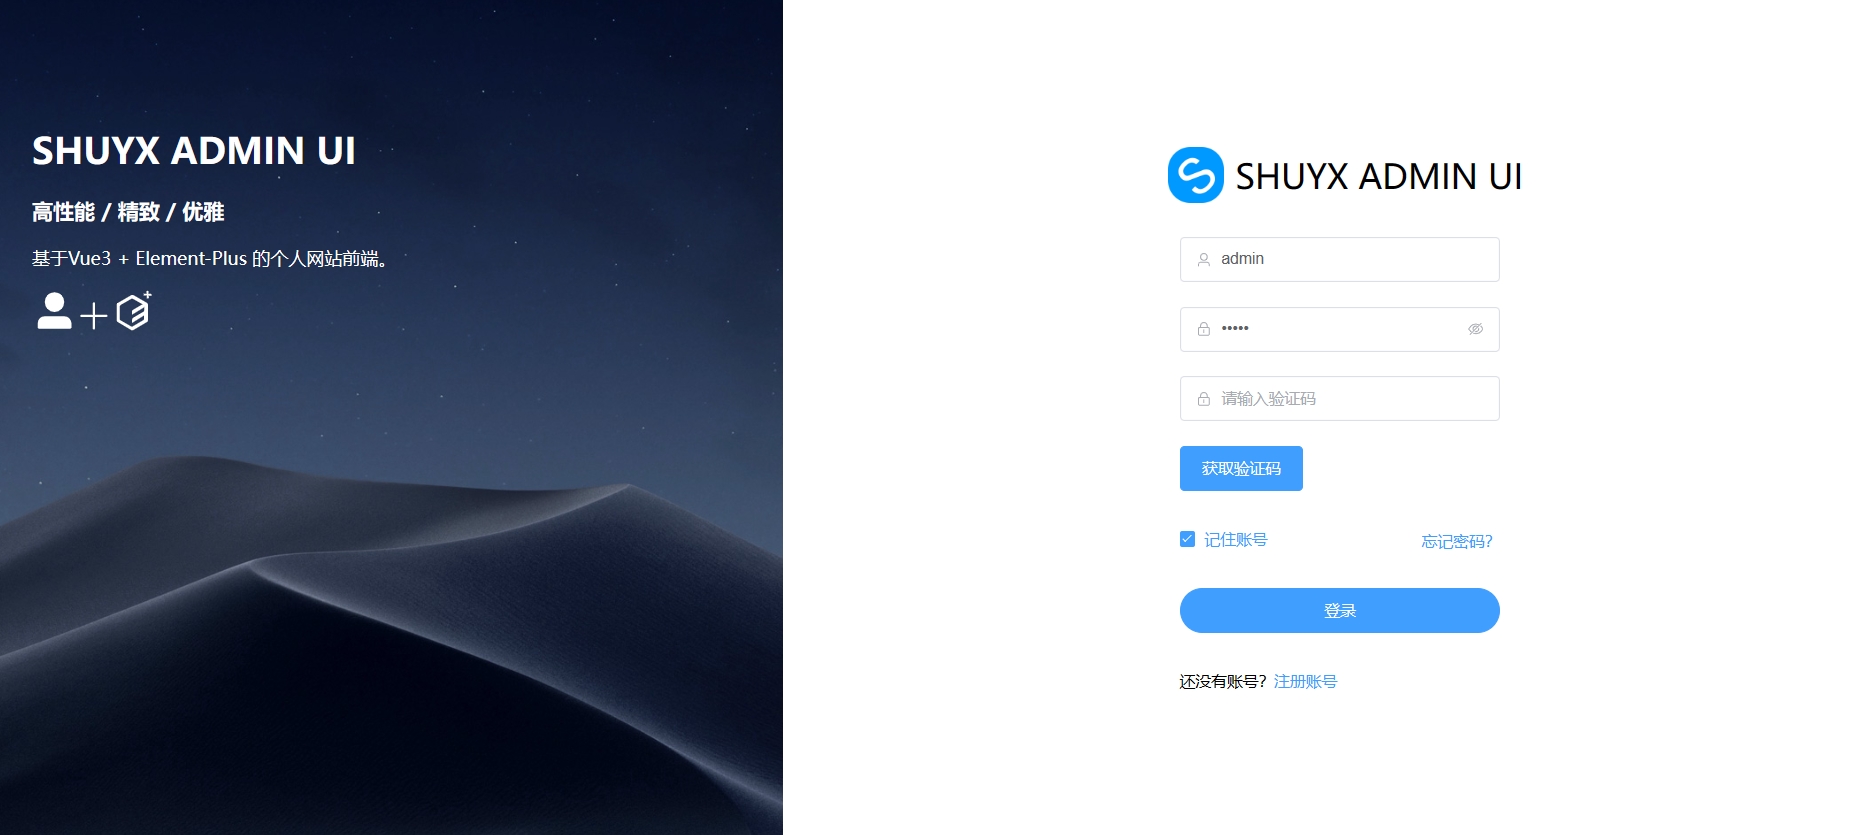 SHUYX ADMIN UI
高性能 / 精致 / 优雅
基于Vue3 + Element-Plus 的个人网站前端。
SHUYX ADMIN UI
admin
•••••
请输入验证码
获取验证码
记住账号
忘记密码?
登录
还没有账号? 注册账号